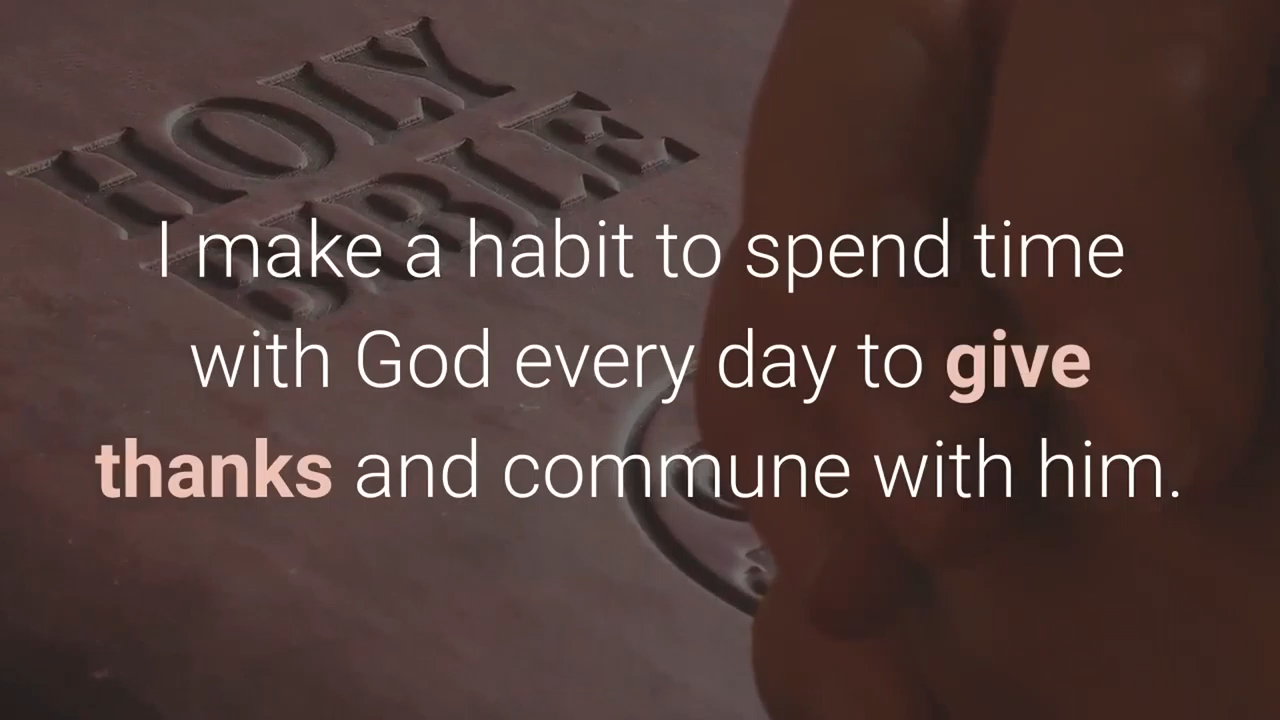 HOLY
BIBLE
I make a habit to spend time
with God every day to give
thanks and commune with him.